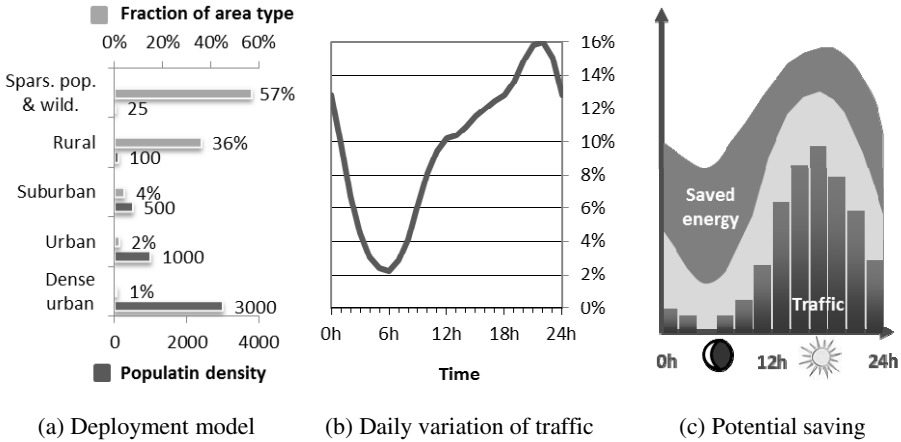 Fraction of area type
0% 20% 40% 60%
Spars. pop.
& wild.
57%
25
Rural
36%
100
Suburban
4%
500
Urban
2%
1000
Dense
urban
1%
3000
0 2000 4000
Populatin density
(a) Deployment model
16%
14%
12%
10%
8%
6%
4%
2%
0%
0h 6h 12h 18h 24h
Time
(b) Daily variation of traffic
Saved
energy
Traffic
0h 12h 24h
(c) Potential saving